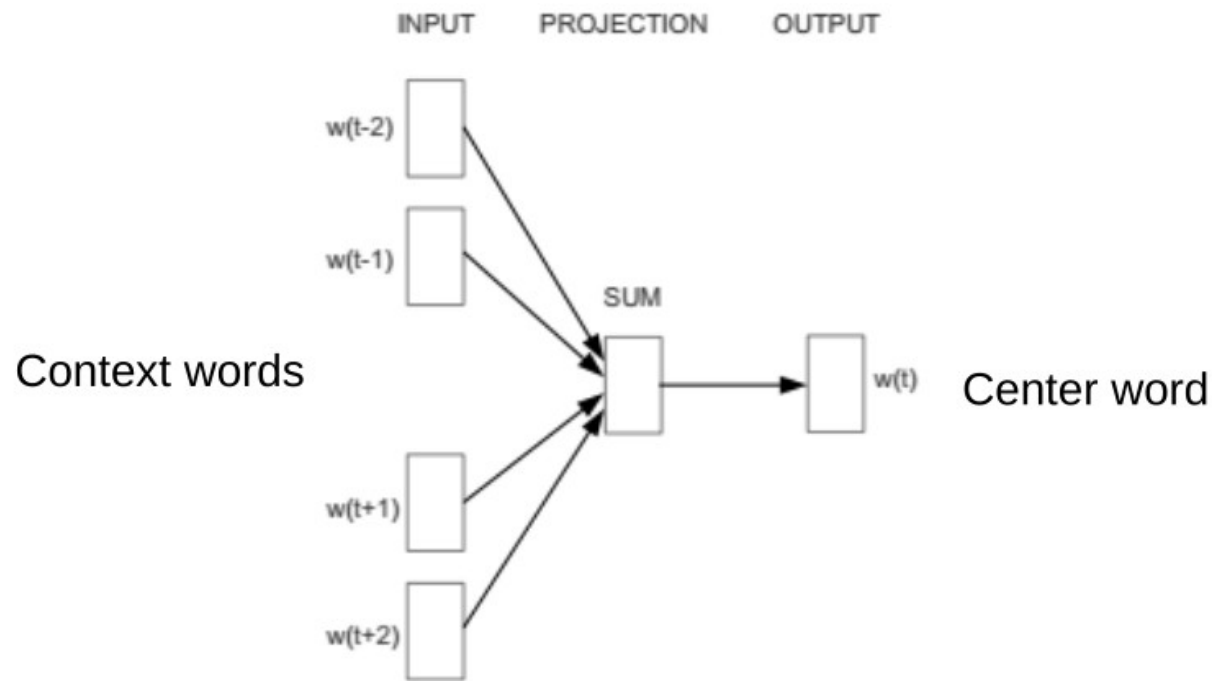 INPUT PROJECTION OUTPUT
w(t-2)
w(t-1)
SUM
Context words
w(t) Center word
w(t+1)
w(t+2)